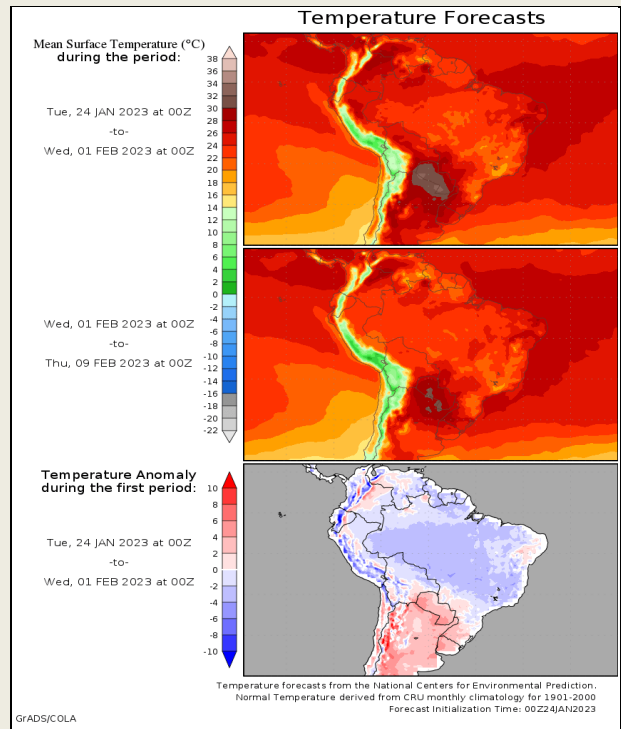 Temperature Forecasts
Mean Surface Temperature (°C)
during the period:
38
36
34
32
30
28
26
24
22
20
18
16
14
12
10
8
6
4
2
0
-2
-4
-6
-8
-10
-12
-14
-16
-18
-20
-22
Tue, 24 JAN 2023 at 00Z
-to-
Wed, 01 FEB 2023 at 00Z
Wed, 01 FEB 2023 at 00Z
-to-
Thu, 09 FEB 2023 at 00Z
Temperature Anomaly
during the first period:
10
8
6
4
2
0
-2
-4
-6
-8
-10
Tue, 24 JAN 2023 at 00Z
-to-
Wed, 01 FEB 2023 at 00Z
Temperature forecasts from the National Centers for Environmental Prediction.
Normal Temperature derived from CRU monthly climatology for 1901-2000
Forecast Initialization Time: 00Z24JAN2023
GrADS/COLA